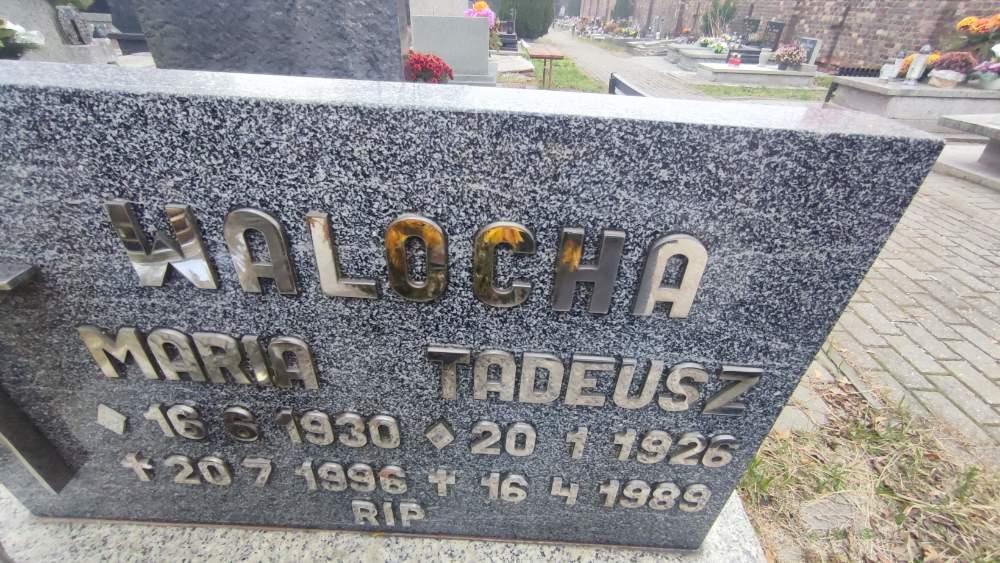 WALOCHA
MARIA TADEUSZ
16 6 1930 20 1 1926
20 7 1996 16 4 1989
RIP